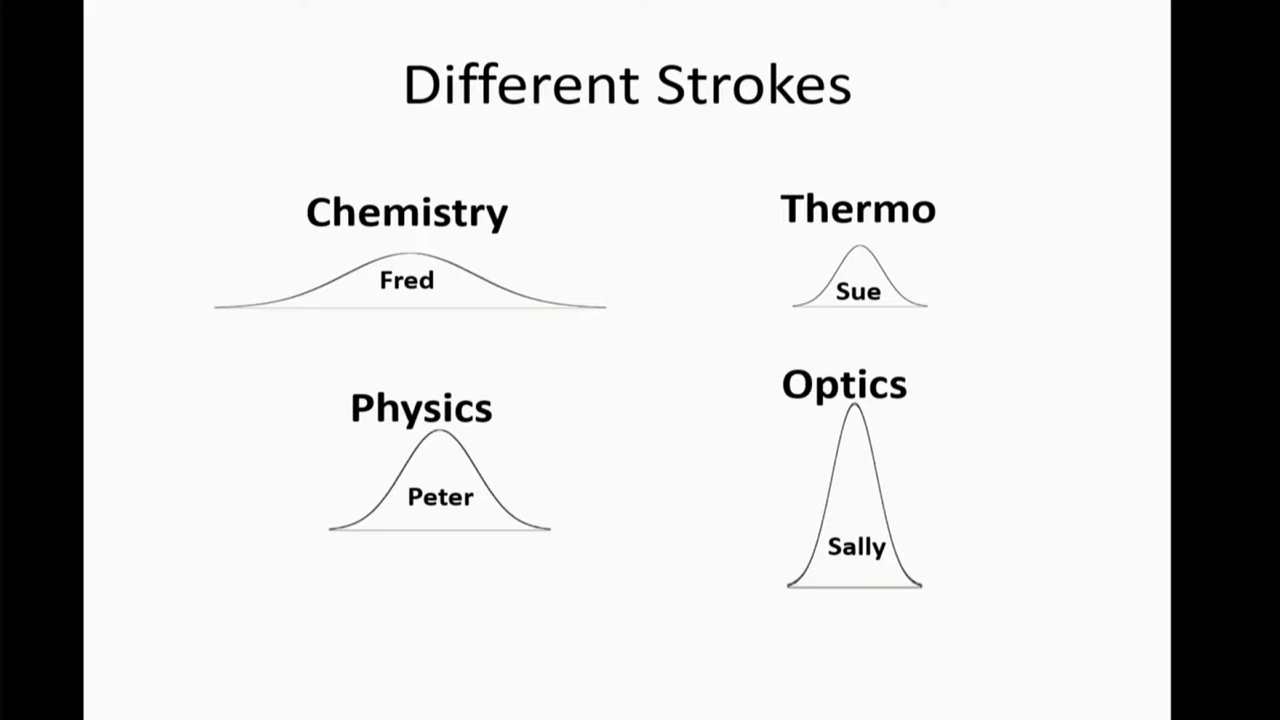 Different Strokes
Chemistry
Fred
Thermo
Sue
Physics
Peter
Optics
Sally